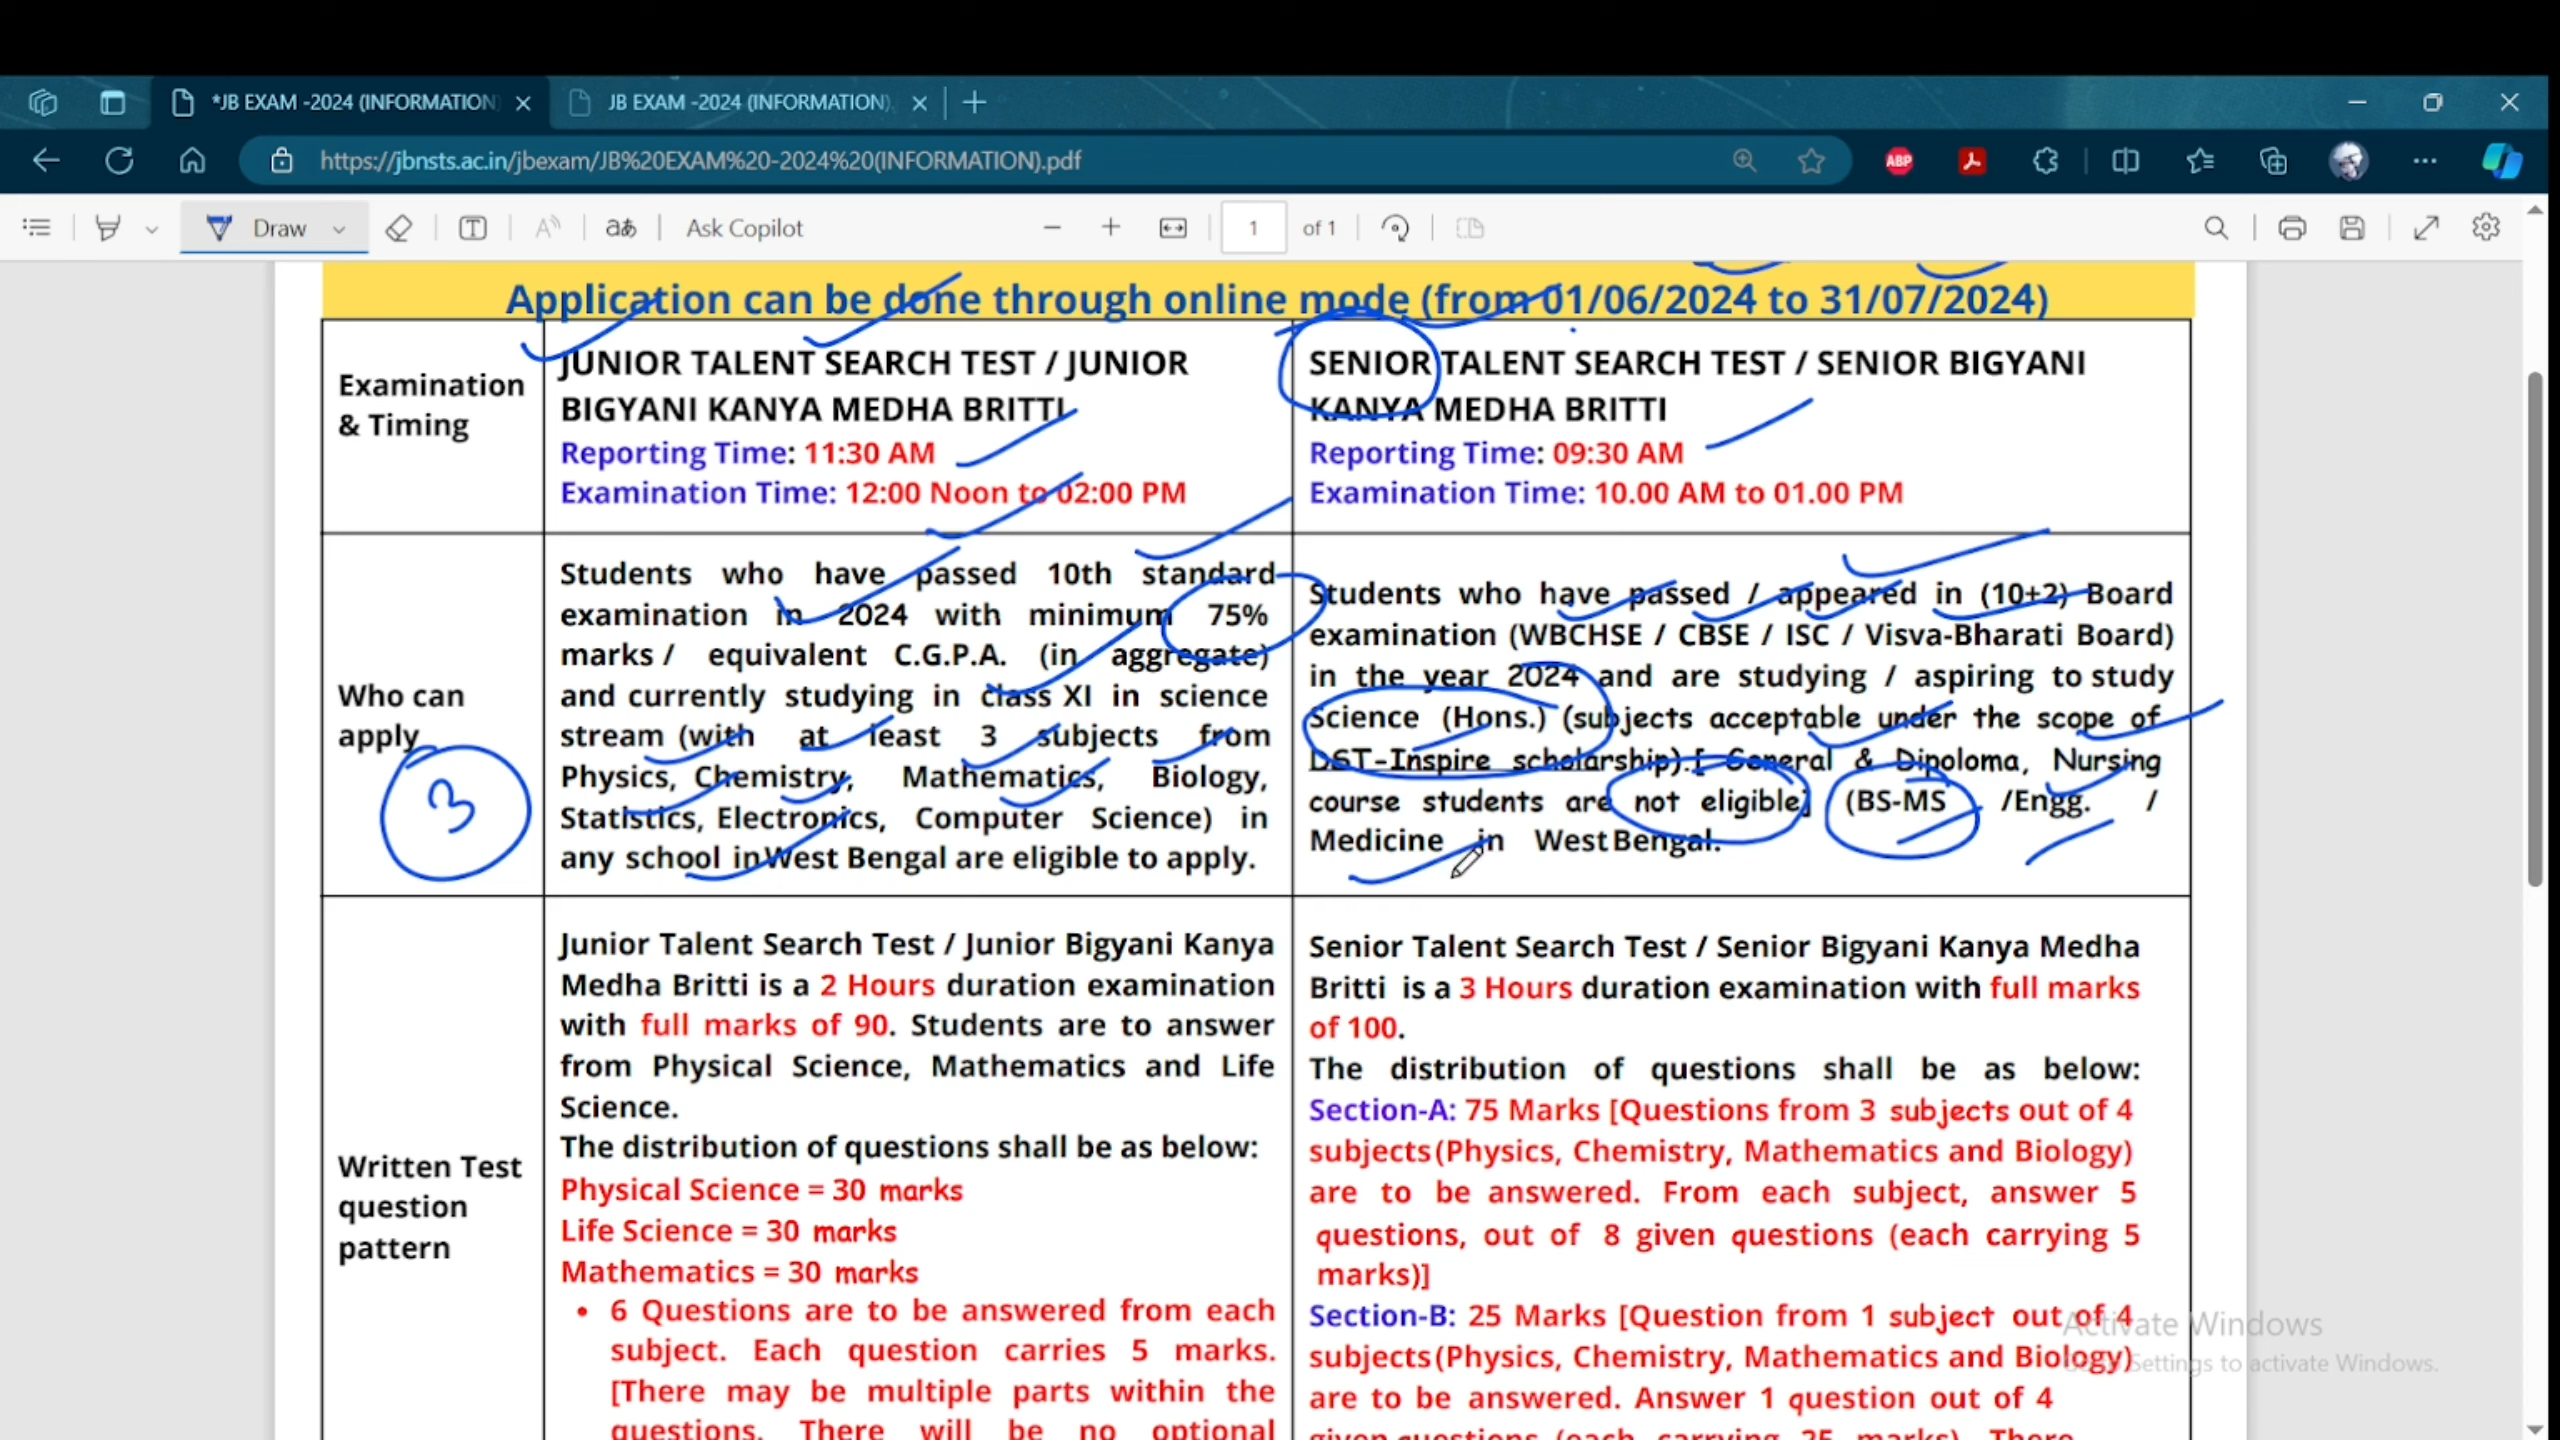 *JB EXAM -2024 (INFORMATION)
JB EXAM -2024 (INFORMATION).
https://jbnsts.ac.in/jbexam/JB%20EXAM%20-2024%20(INFORMATION).pdf
ABP
Draw
Ask Copilot
1
of 1
Application can be done through online mode (from 01/06/2024 to 31/07/2024)
Examination
& Timing
JUNIOR TALENT SEARCH TEST / JUNIOR
BIGYANI KANYA MEDHA BRITTI
Reporting Time: 11:30 AM
Examination Time: 12:00 Noon to 02:00 PM
SENIOR TALENT SEARCH TEST / SENIOR BIGYANI
KANYA MEDHA BRITTI
Reporting Time: 09:30 AM
Examination Time: 10.00 AM to 01.00 PM
Who can
apply
3
Students who have passed 10th standard
examination in 2024 with minimum 75%
marks / equivalent C.G.P.A. (in aggregate)
and currently studying in class XI in science
stream (with at least 3 subjects from
Physics, Chemistry, Mathematics, Biology,
Statistics, Electronics, Computer Science) in
any school in West Bengal are eligible to apply.
Students who have passed / appeared in (10+2) Board
examination (WBCHSE / CBSE / ISC / Visva-Bharati Board)
in the year 2024 and are studying / aspiring to study
Science (Hons.) (subjects acceptable under the scope of
DST-Inspire scholarship).[ General & Dipoloma, Nursing
course students are not eligible] (BS-MS /Engg. /
Medicine in West Bengal.
Written Test
question
pattern
Junior Talent Search Test / Junior Bigyani Kanya
Medha Britti is a 2 Hours duration examination
with full marks of 90. Students are to answer
from Physical Science, Mathematics and Life
Science.
The distribution of questions shall be as below:
Physical Science = 30 marks
Life Science = 30 marks
Mathematics = 30 marks
• 6 Questions are to be answered from each
subject. Each question carries 5 marks.
[There may be multiple parts within the
questions. There will be no optional
Senior Talent Search Test / Senior Bigyani Kanya Medha
Britti is a 3 Hours duration examination with full marks
of 100.
The distribution of questions shall be as below:
Section-A: 75 Marks [Questions from 3 subjects out of 4
subjects (Physics, Chemistry, Mathematics and Biology)
are to be answered. From each subject, answer 5
questions, out of 8 given questions (each carrying 5
marks)]
Section-B: 25 Marks [Question from 1 subject out of 4
subjects (Physics, Chemistry, Mathematics and Biology)
are to be answered. Answer 1 question out of 4
given questions (each carrying 25 marks). There
Activate Windows
Settings to activate Windows.